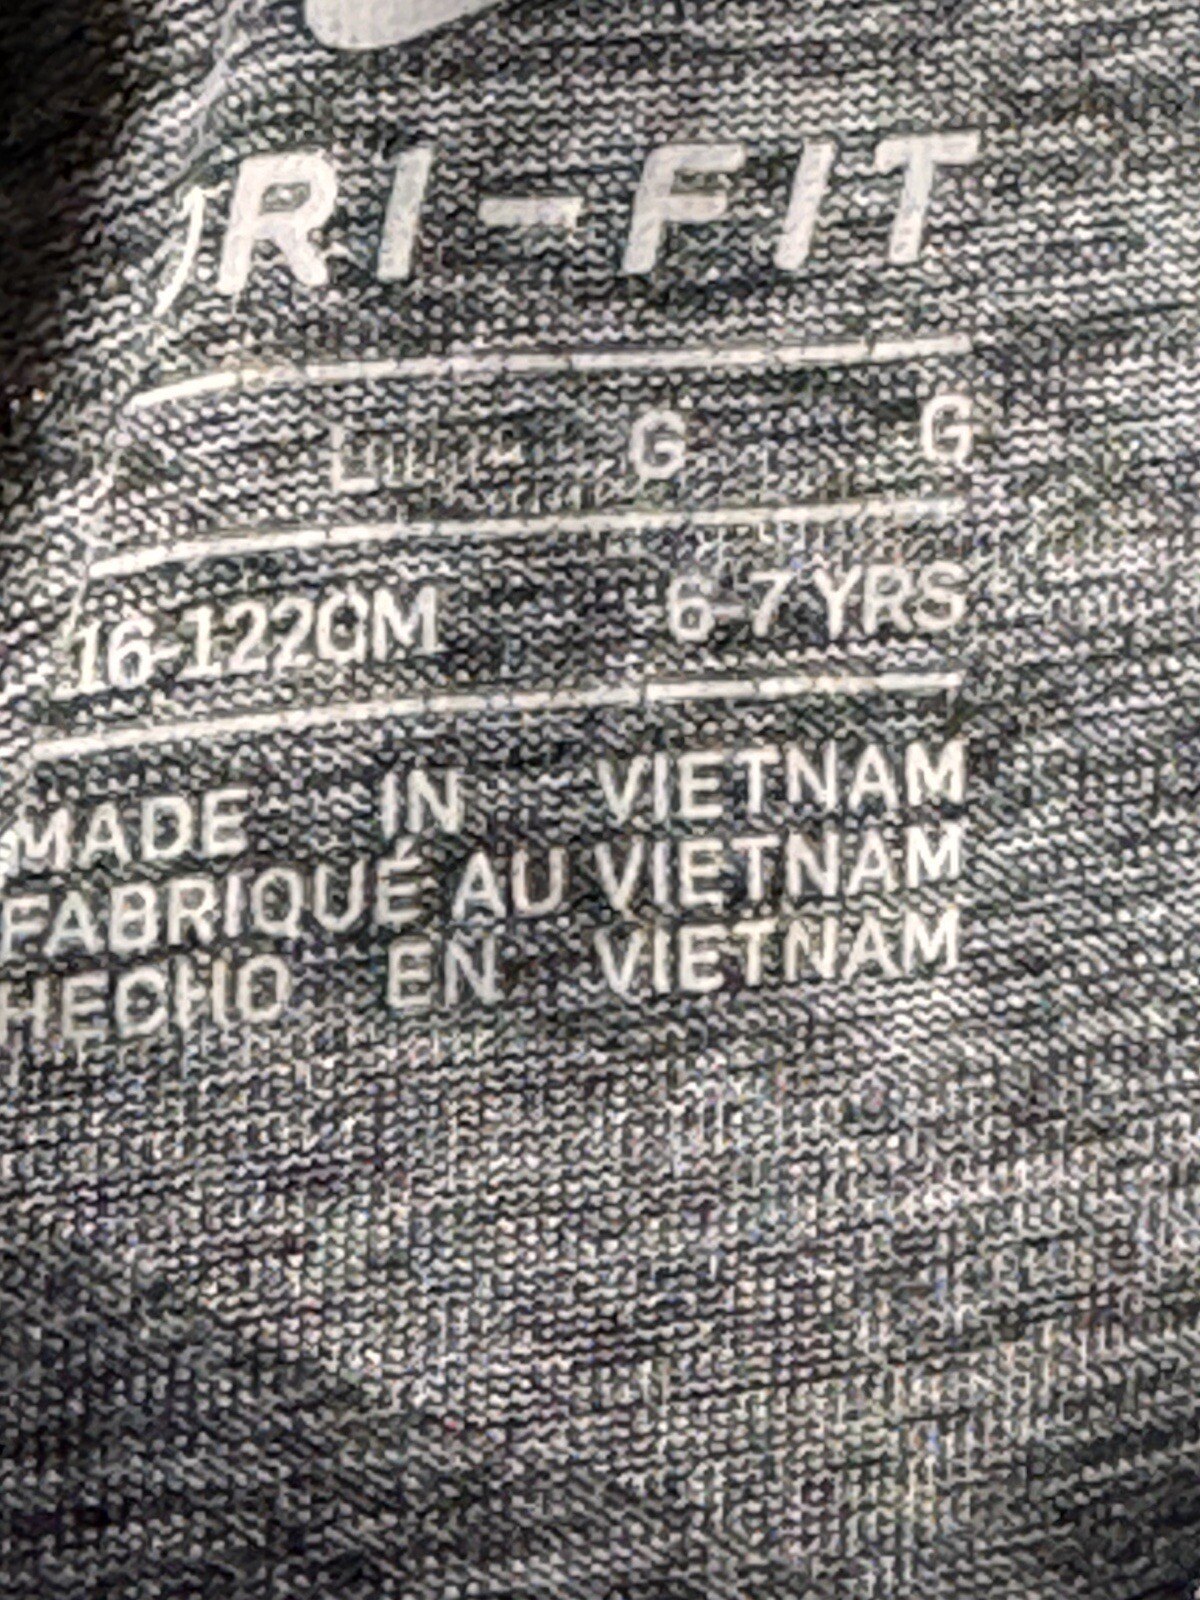 RI-FIT
L G G
16-122CM 6-7 YRS
MADE IN VIETNAM
FABRIQUÉ AU VIETNAM
HECHO EN VIETNAM